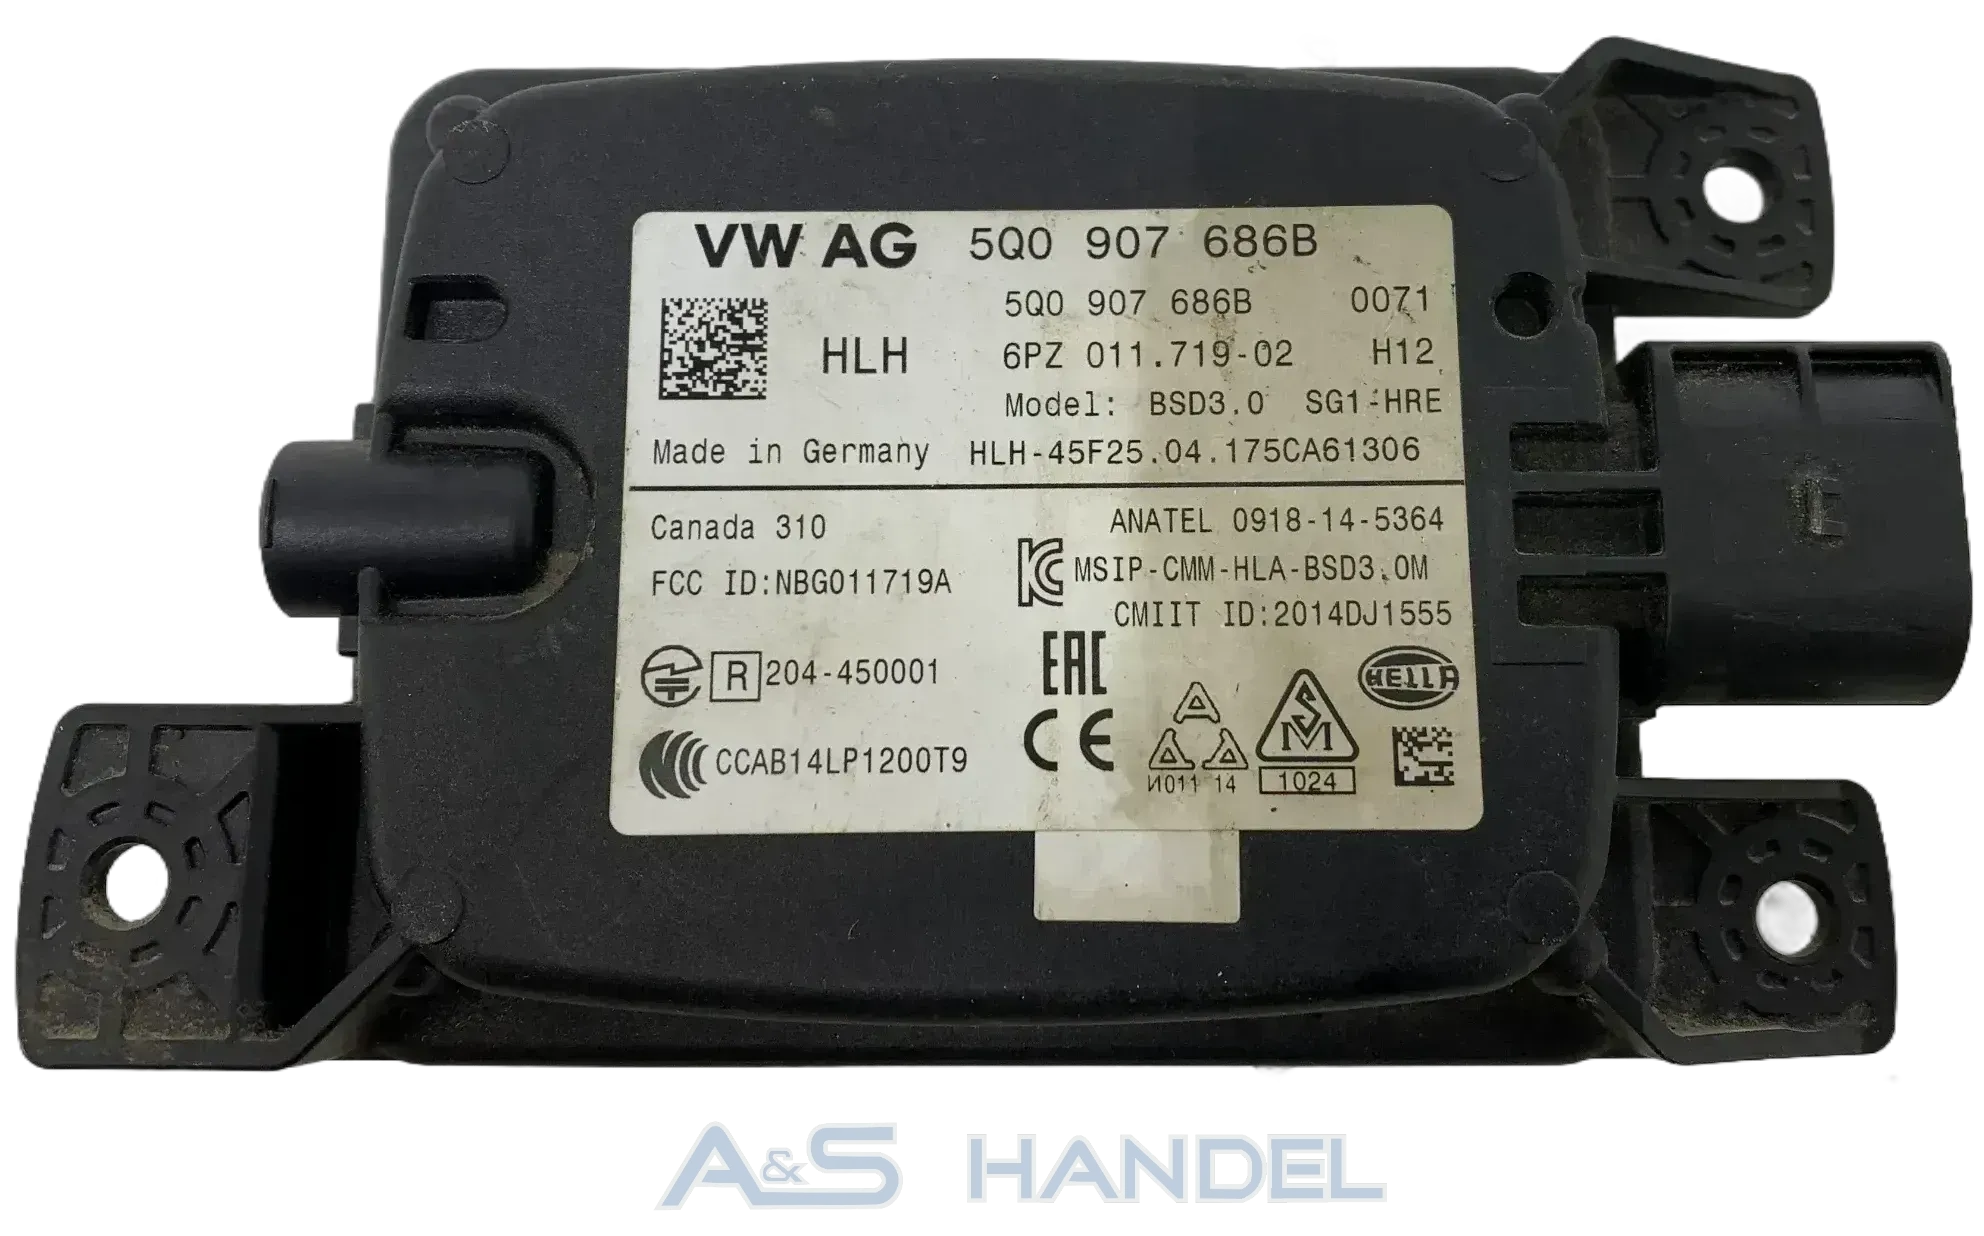 VW AG 5Q0 907 686B
5Q0 907 686B 0071
HLH 6PZ 011.719-02 H12
Model: BSD3.0 SG1-HRE
Made in Germany HLH-45F25.04.175CA61306
Canada 310 ANATEL 0918-14-5364
FCC ID:NBG011719A MSIP-CMM-HLA-BSD3.0M
CMIIT ID:2014DJ1555
R 204-450001 EAC HELLA
CCAB14LP1200T9 CE
И011 14 1024
A&S HANDEL